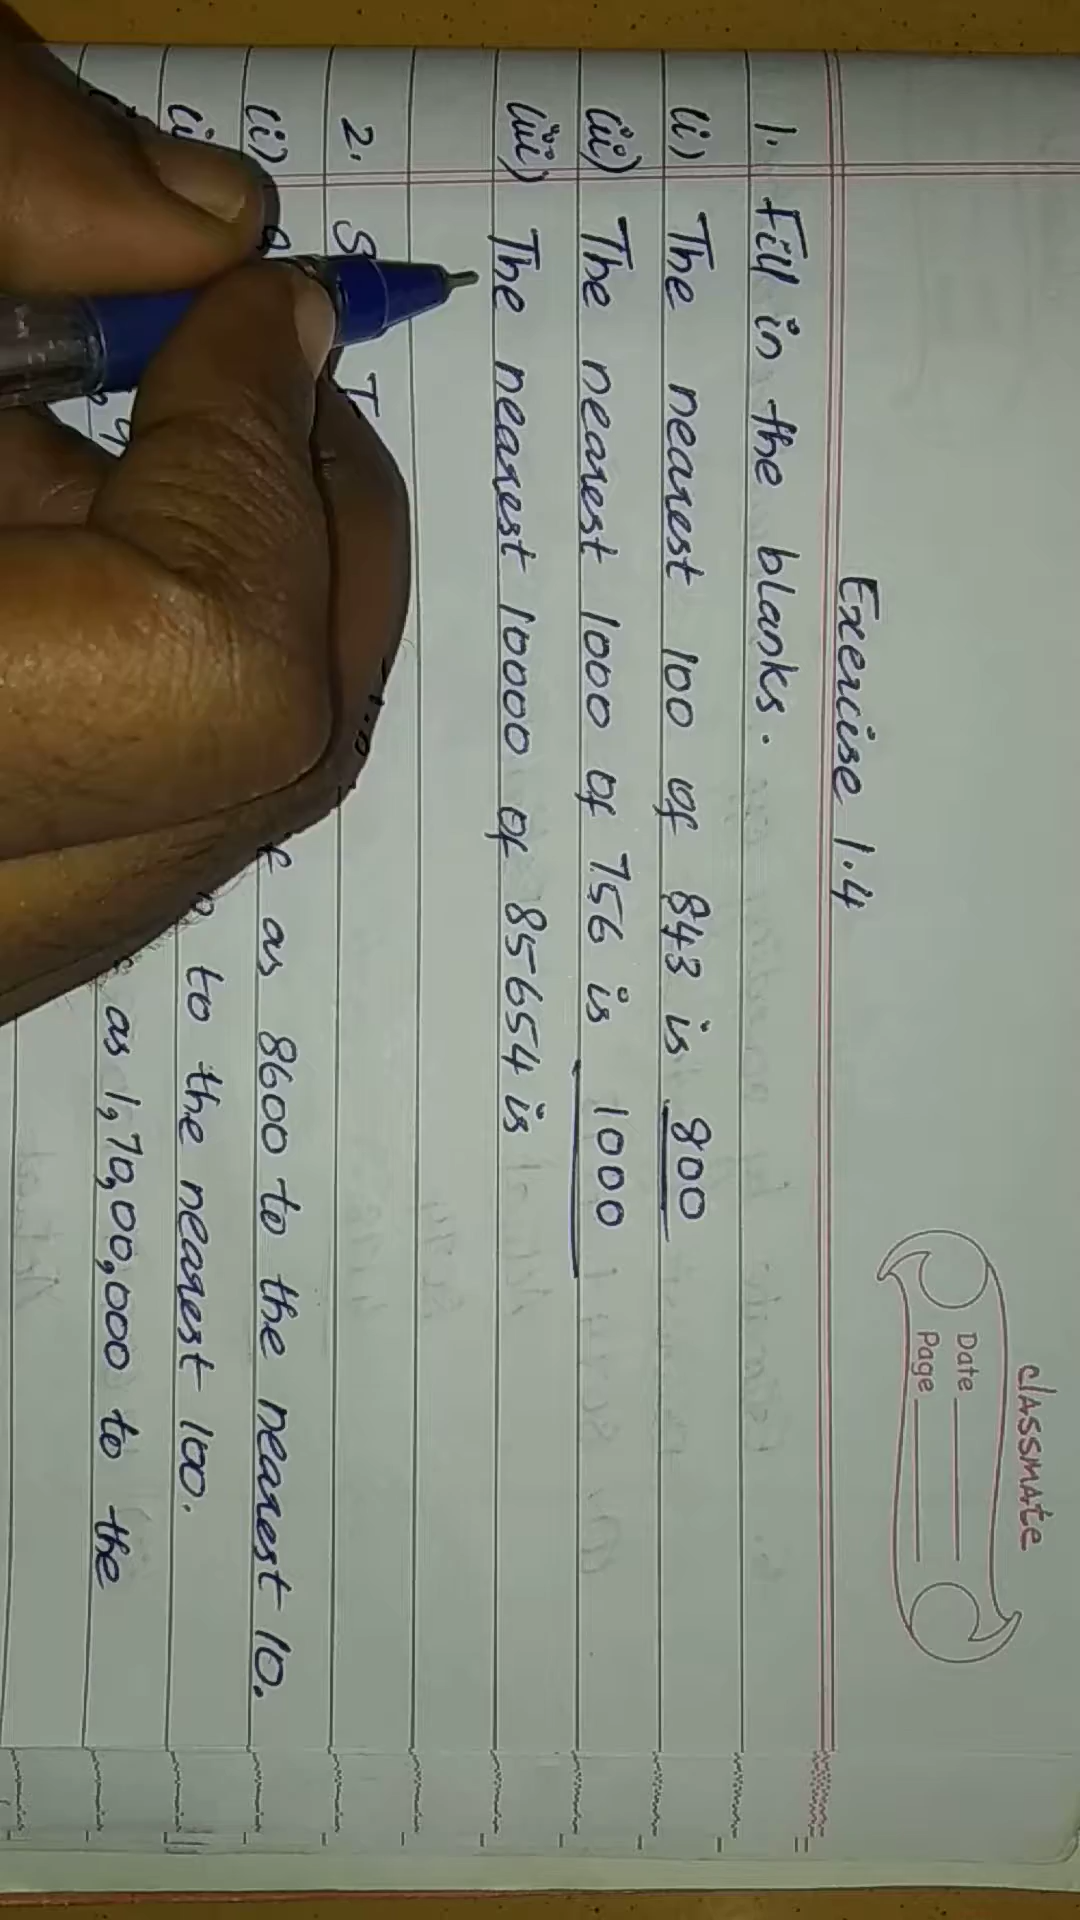 classmate
Date
Page
Exercise 1.4
1. Fill in the blanks.
(i) The nearest 100 of 843 is 800
(ii) The nearest 1000 of 756 is 1000
(iii) The nearest 10000 of 85654 is
2.
(i) as 8600 to the nearest 10.
to the nearest 100.
as 1,70,00,000 to the